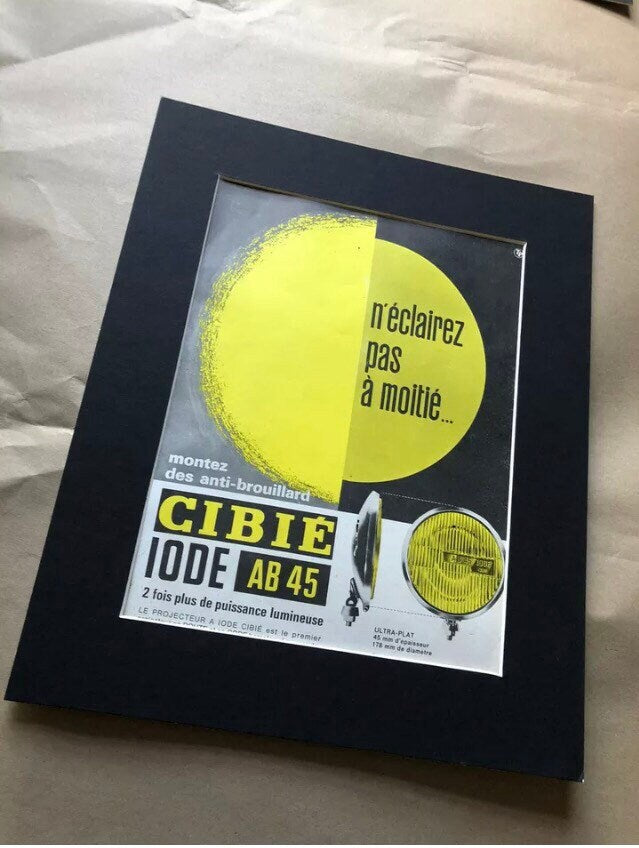 n'éclairez
pas
à moitié...
montez
des anti-brouillard
CIBIÉ
IODE AB 45
2 fois plus de puissance lumineuse
LE PROJECTEUR A IODE CIBIÉ est le premier
ULTRA-PLAT
45 mm d'épaisseur
178 mm de diamètre